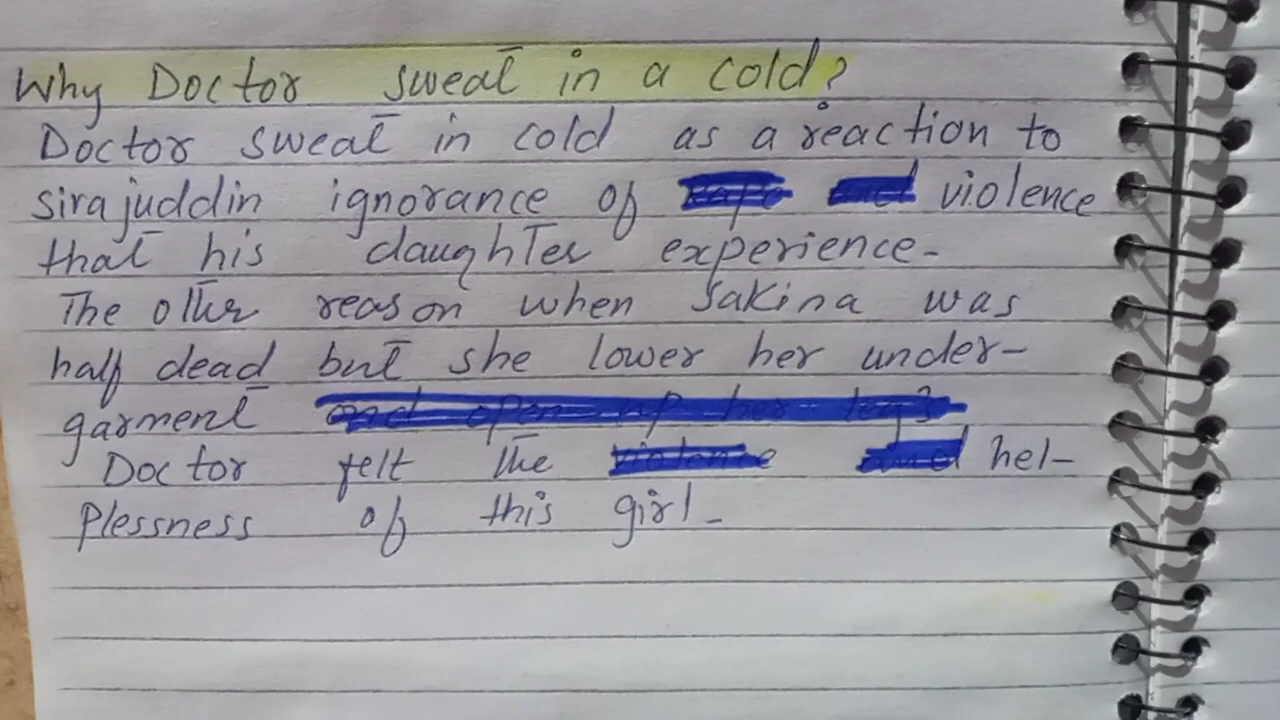 Why Doctor sweat in a cold?
Doctor sweat in cold as a reaction to
sirajuddin ignorance of violence
that his daughter experience.
The other reason when Sakina was
half dead but she lower her under-
garment
Doctor felt the hel-
plessness of this girl.